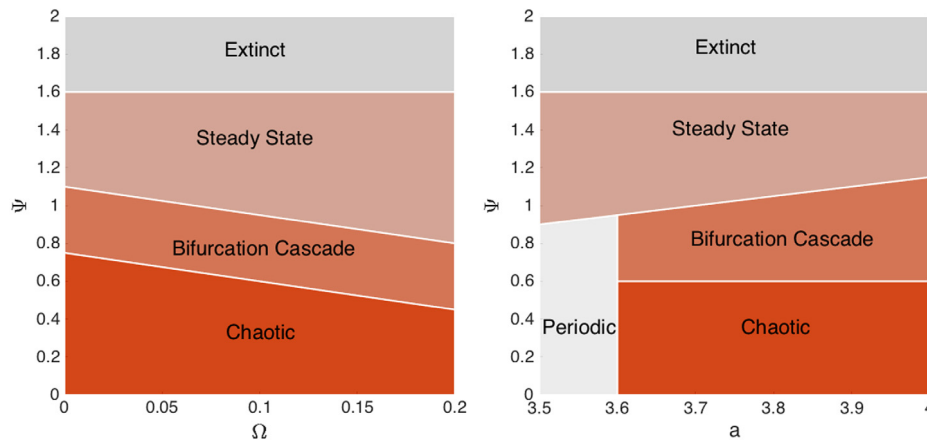 2
1.8
1.6
1.4
1.2
1
0.8
0.6
0.4
0.2
0
Ψ
Extinct
Steady State
Bifurcation Cascade
Chaotic
0 0.05 0.1 0.15 0.2
Ω
2
1.8
1.6
1.4
1.2
1
0.8
0.6
0.4
0.2
0
Ψ
Extinct
Steady State
Bifurcation Cascade
Periodic Chaotic
3.5 3.6 3.7 3.8 3.9 4
a